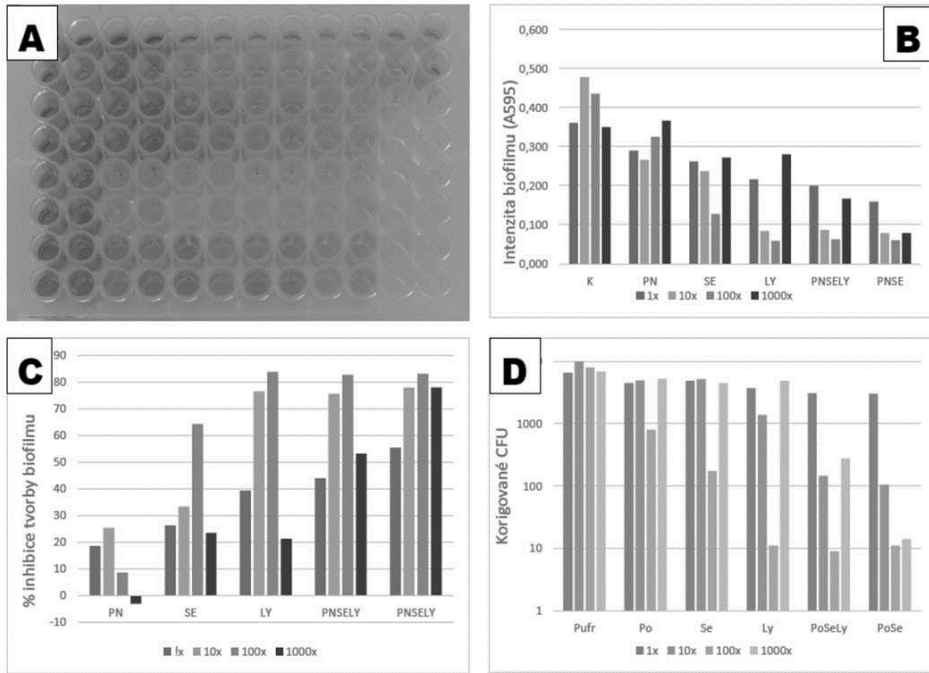 A
B
0,600
0,500
0,400
0,300
0,200
0,100
0,000
Intenzita biofilmu (A595)
K PN SE LY PNSELY PNSE
1x 10x 100x 1000x
C
90
80
70
60
50
40
30
20
10
0
-10
% inhibice tvorby biofilmu
PN SE LY PNSELY PNSELY
!x 10x 100x 1000x
D
1000
100
10
1
Korigované CFU
Pufr Po Se Ly PoSeLy PoSe
1x 10x 100x 1000x